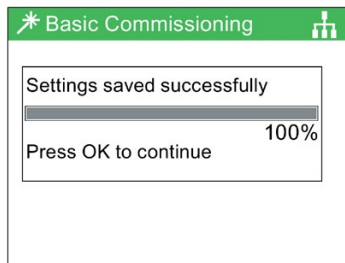 Basic Commissioning
Settings saved successfully
100%
Press OK to continue